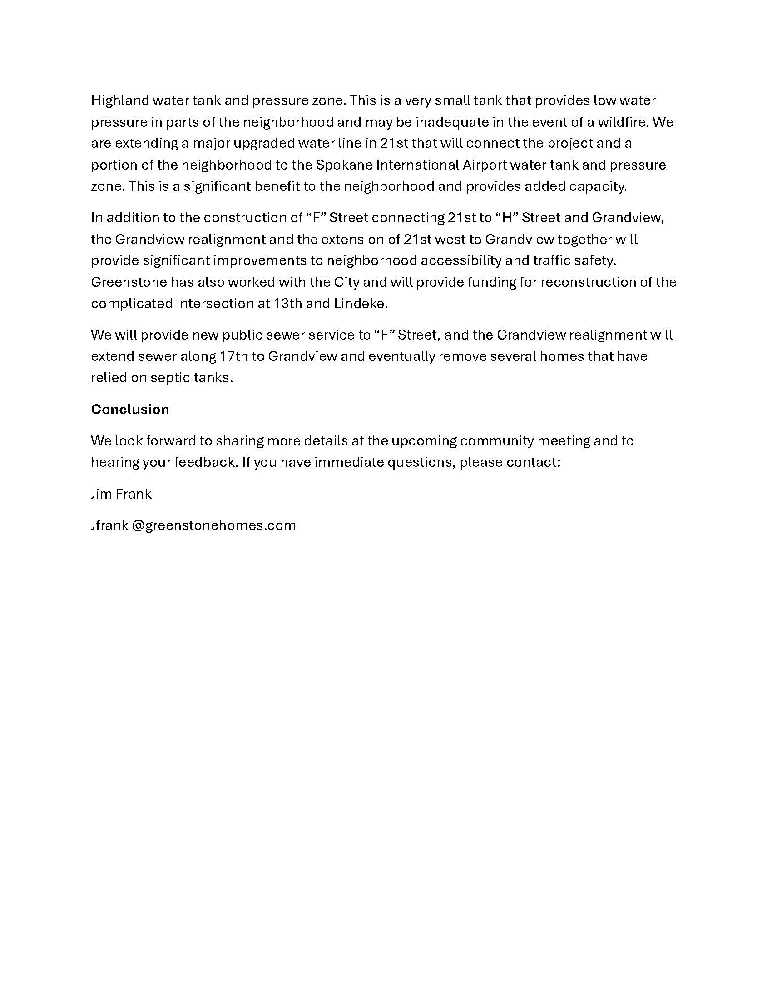 Highland water tank and pressure zone. This is a very small tank that provides low water
pressure in parts of the neighborhood and may be inadequate in the event of a wildfire. We
are extending a major upgraded water line in 21st that will connect the project and a
portion of the neighborhood to the Spokane International Airport water tank and pressure
zone. This is a significant benefit to the neighborhood and provides added capacity.
In addition to the construction of “F” Street connecting 21st to “H” Street and Grandview,
the Grandview realignment and the extension of 21st west to Grandview together will
provide significant improvements to neighborhood accessibility and traffic safety.
Greenstone has also worked with the City and will provide funding for reconstruction of the
complicated intersection at 13th and Lindeke.
We will provide new public sewer service to “F” Street, and the Grandview realignment will
extend sewer along 17th to Grandview and eventually remove several homes that have
relied on septic tanks.
Conclusion
We look forward to sharing more details at the upcoming community meeting and to
hearing your feedback. If you have immediate questions, please contact:
Jim Frank
Jfrank @greenstonehomes.com